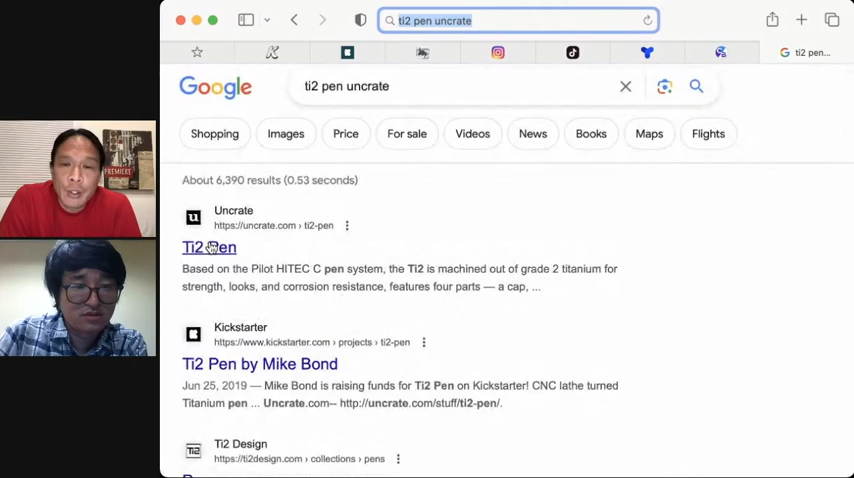 ti2 pen uncrate
ti2 pen...
Google
ti2 pen uncrate
Shopping
Images
Price
For sale
Videos
News
Books
Maps
Flights
About 6,390 results (0.53 seconds)
Uncrate
https://uncrate.com › ti2-pen
Ti2 Pen
Based on the Pilot HITEC C pen system, the Ti2 is machined out of grade 2 titanium for
strength, looks, and corrosion resistance, features four parts — a cap, ...
Kickstarter
https://www.kickstarter.com › projects › ti2-pen
Ti2 Pen by Mike Bond
Jun 25, 2019 — Mike Bond is raising funds for Ti2 Pen on Kickstarter! CNC lathe turned
Titanium pen ... Uncrate.com-- http://uncrate.com/stuff/ti2-pen/.
Ti2 Design
https://ti2design.com › collections › pens
PREMIERE